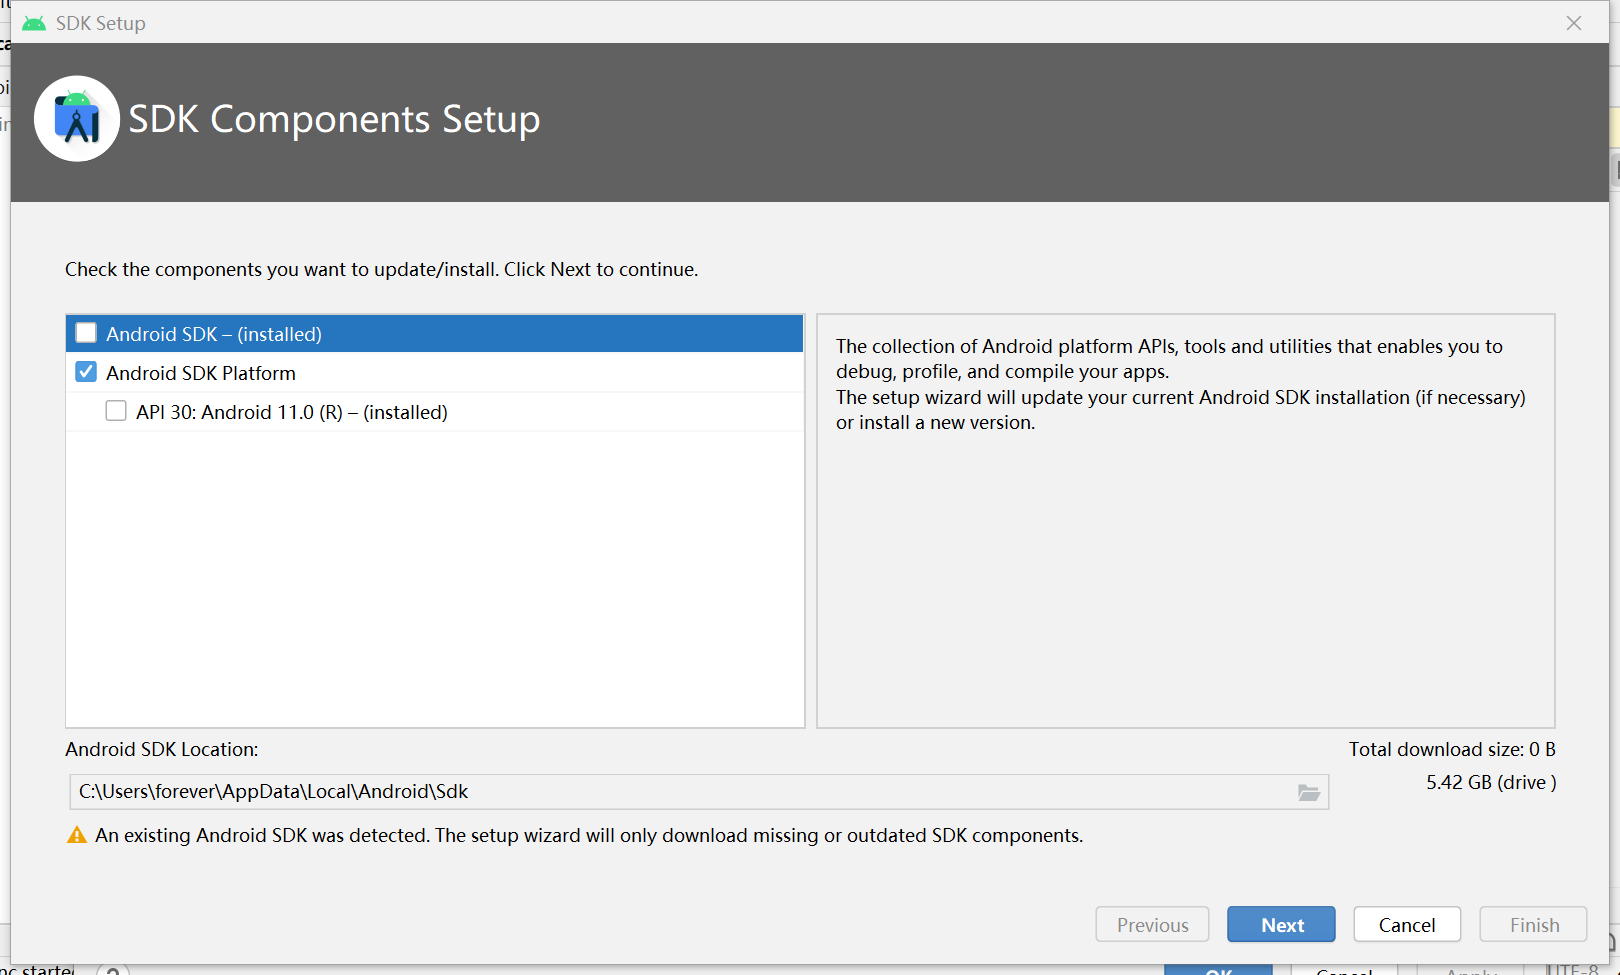 SDK Setup
SDK Components Setup
Check the components you want to update/install. Click Next to continue.
Android SDK – (installed)
Android SDK Platform
API 30: Android 11.0 (R) – (installed)
The collection of Android platform APIs, tools and utilities that enables you to
debug, profile, and compile your apps.
The setup wizard will update your current Android SDK installation (if necessary)
or install a new version.
Android SDK Location:
Total download size: 0 B
C:\Users\forever\AppData\Local\Android\Sdk
5.42 GB (drive )
An existing Android SDK was detected. The setup wizard will only download missing or outdated SDK components.
Previous
Next
Cancel
Finish
OK
Cancel
Apply
UTF-8